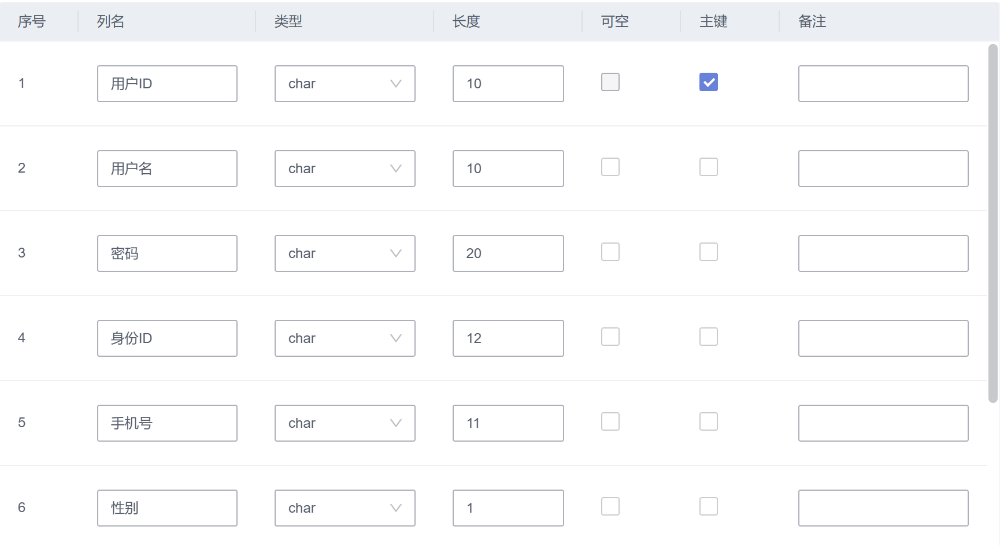 序号 列名 类型 长度 可空 主键 备注
1 用户ID char 10
2 用户名 char 10
3 密码 char 20
4 身份ID char 12
5 手机号 char 11
6 性别 char 1